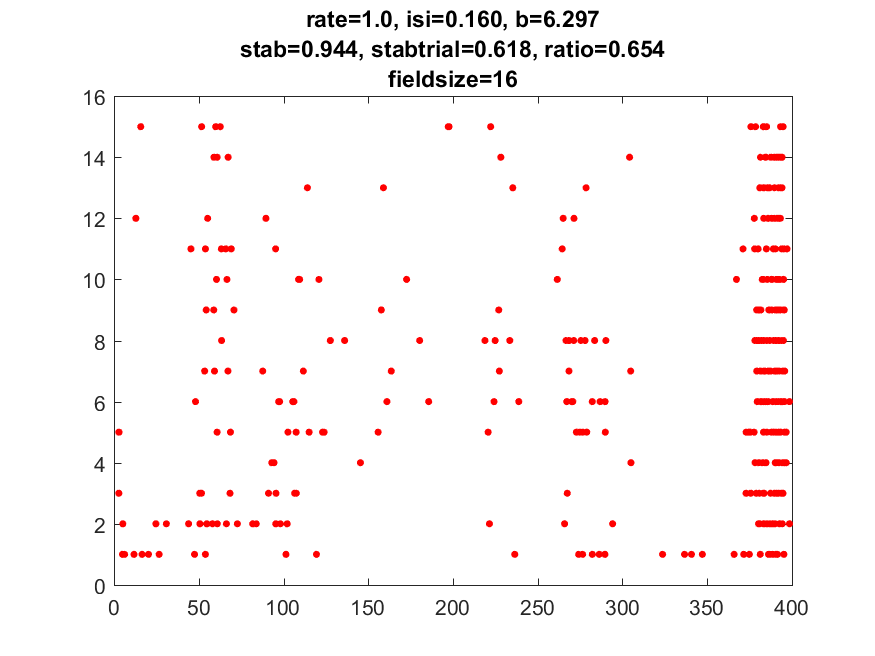 rate=1.0, isi=0.160, b=6.297
stab=0.944, stabtrial=0.618, ratio=0.654
fieldsize=16
16
14
12
10
8
6
4
2
0
0 50 100 150 200 250 300 350 400